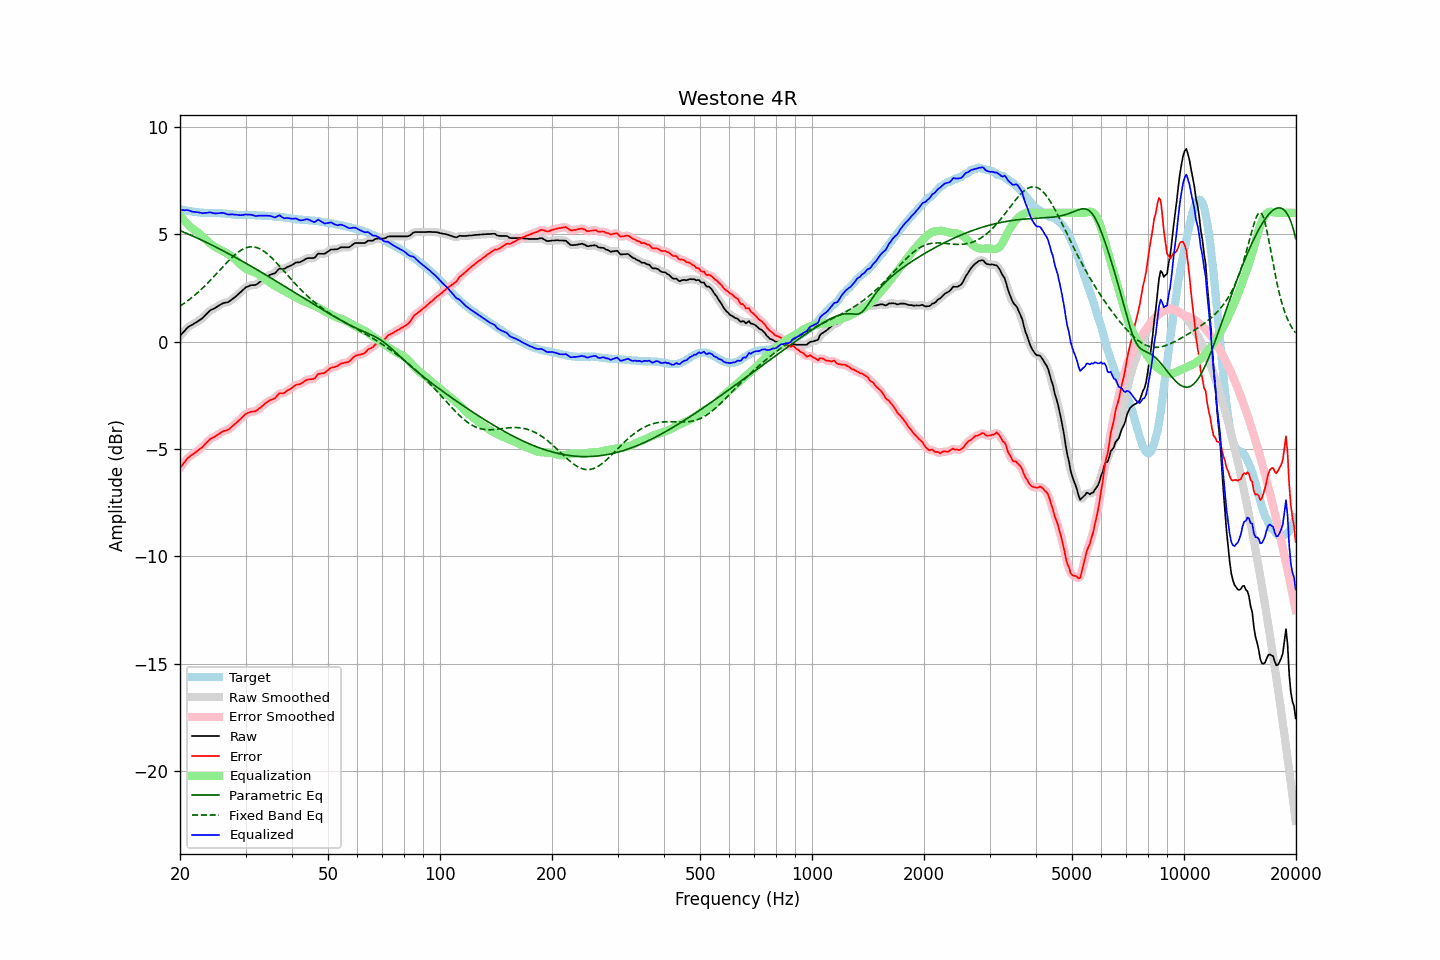 Westone 4R
Amplitude (dBr)
10
5
0
−5
−10
−15
−20
Target
Raw Smoothed
Error Smoothed
Raw
Error
Equalization
Parametric Eq
Fixed Band Eq
Equalized
20 50 100 200 500 1000 2000 5000 10000 20000
Frequency (Hz)